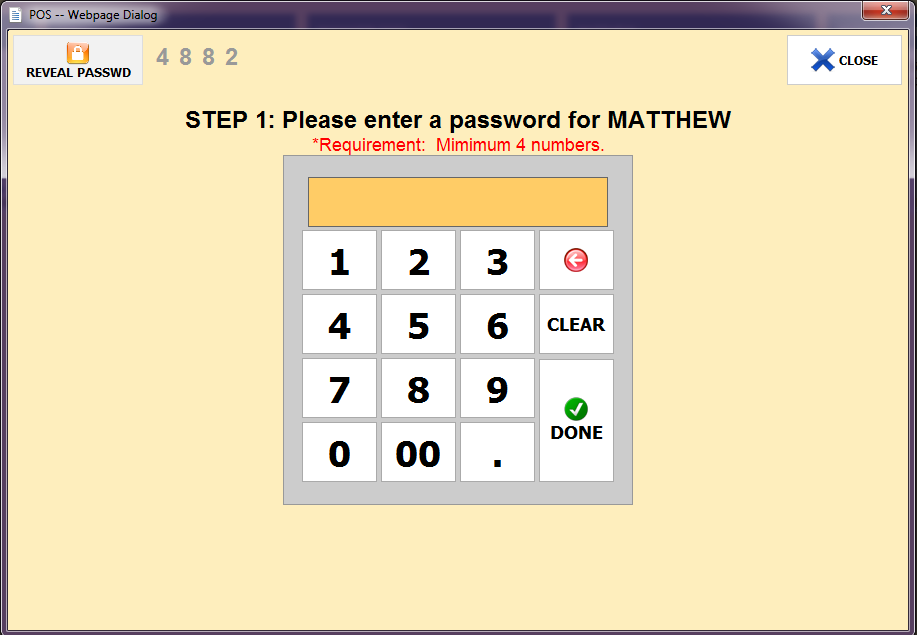 POS -- Webpage Dialog
REVEAL PASSWD
4 8 8 2
CLOSE
STEP 1: Please enter a password for MATTHEW
*Requirement: Mimimum 4 numbers.
1 2 3
4 5 6 CLEAR
7 8 9
DONE
0 00 .